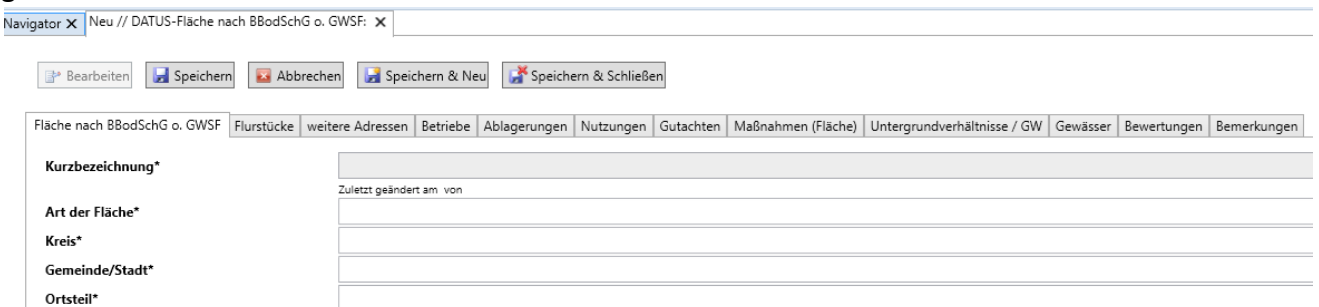 Navigator X Neu // DATUS-Fläche nach BBodSchG o. GWSF: X
Bearbeiten Speichern Abbrechen Speichern & Neu Speichern & Schließen
Fläche nach BBodSchG o. GWSF Flurstücke weitere Adressen Betriebe Ablagerungen Nutzungen Gutachten Maßnahmen (Fläche) Untergrundverhältnisse / GW Gewässer Bewertungen Bemerkungen
Kurzbezeichnung*
Zuletzt geändert am von
Art der Fläche*
Kreis*
Gemeinde/Stadt*
Ortsteil*